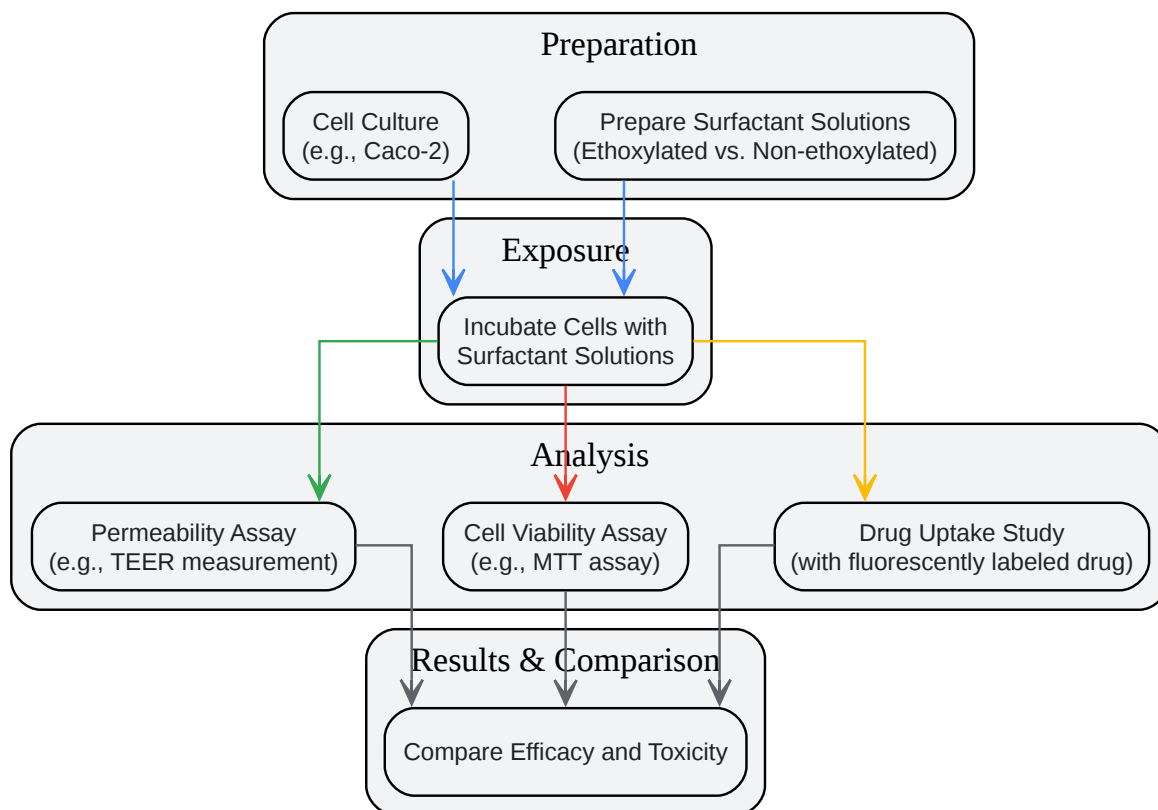 Preparation
Cell Culture
(e.g., Caco-2)
Prepare Surfactant Solutions
(Ethoxylated vs. Non-ethoxylated)
Exposure
Incubate Cells with
Surfactant Solutions
Analysis
Permeability Assay
(e.g., TEER measurement)
Cell Viability Assay
(e.g., MTT assay)
Drug Uptake Study
(with fluorescently labeled drug)
Results & Comparison
Compare Efficacy and Toxicity